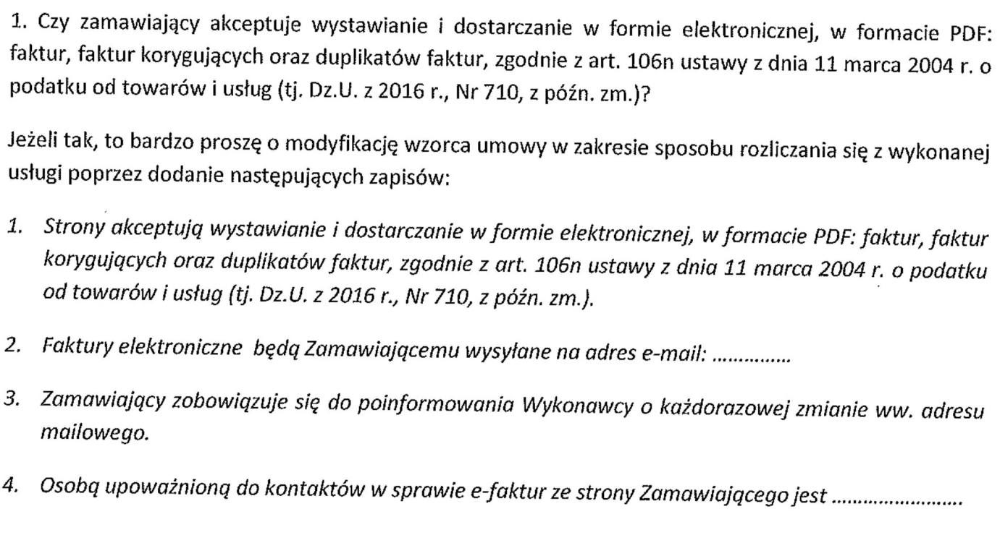 1. Czy zamawiający akceptuje wystawianie i dostarczanie w formie elektronicznej, w formacie PDF:
faktur, faktur korygujących oraz duplikatów faktur, zgodnie z art. 106n ustawy z dnia 11 marca 2004 r. o
podatku od towarów i usług (tj. Dz.U. z 2016 r., Nr 710, z późn. zm.)?
Jeżeli tak, to bardzo proszę o modyfikację wzorca umowy w zakresie sposobu rozliczania się z wykonanej
usługi poprzez dodanie następujących zapisów:
1. Strony akceptują wystawianie i dostarczanie w formie elektronicznej, w formacie PDF: faktur, faktur
korygujących oraz duplikatów faktur, zgodnie z art. 106n ustawy z dnia 11 marca 2004 r. o podatku
od towarów i usług (tj. Dz.U. z 2016 r., Nr 710, z późn. zm.).
2. Faktury elektroniczne będą Zamawiającemu wysyłane na adres e-mail: ...............
3. Zamawiający zobowiązuje się do poinformowania Wykonawcy o każdorazowej zmianie ww. adresu
mailowego.
4. Osobą upoważnioną do kontaktów w sprawie e-faktur ze strony Zamawiającego jest .........................